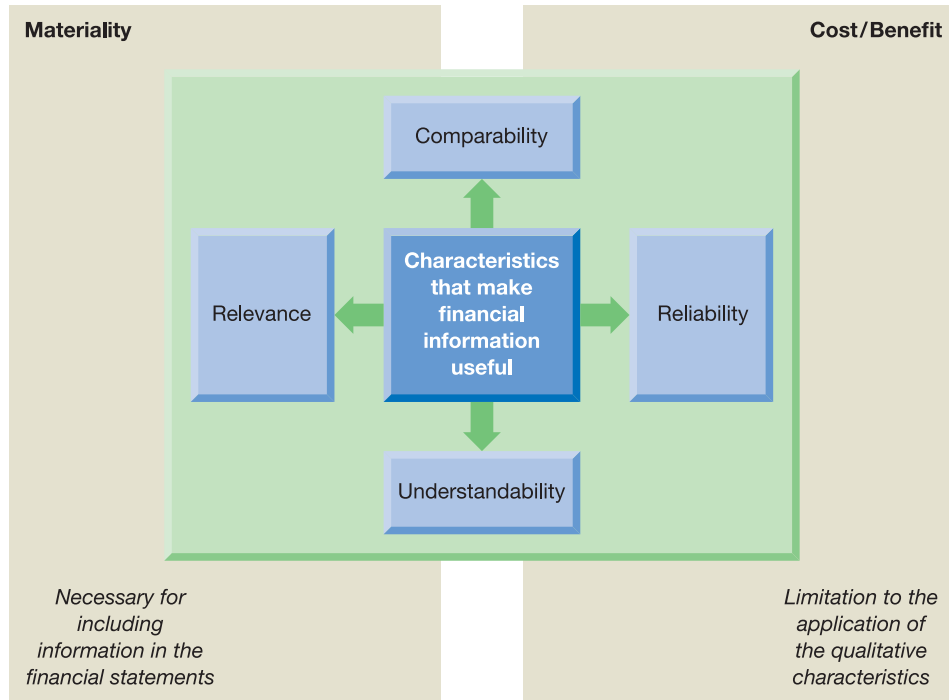 Materiality
Cost/Benefit
Comparability
Relevance
Characteristics
that make
financial
information
useful
Reliability
Understandability
Necessary for
including
information in the
financial statements
Limitation to the
application of
the qualitative
characteristics